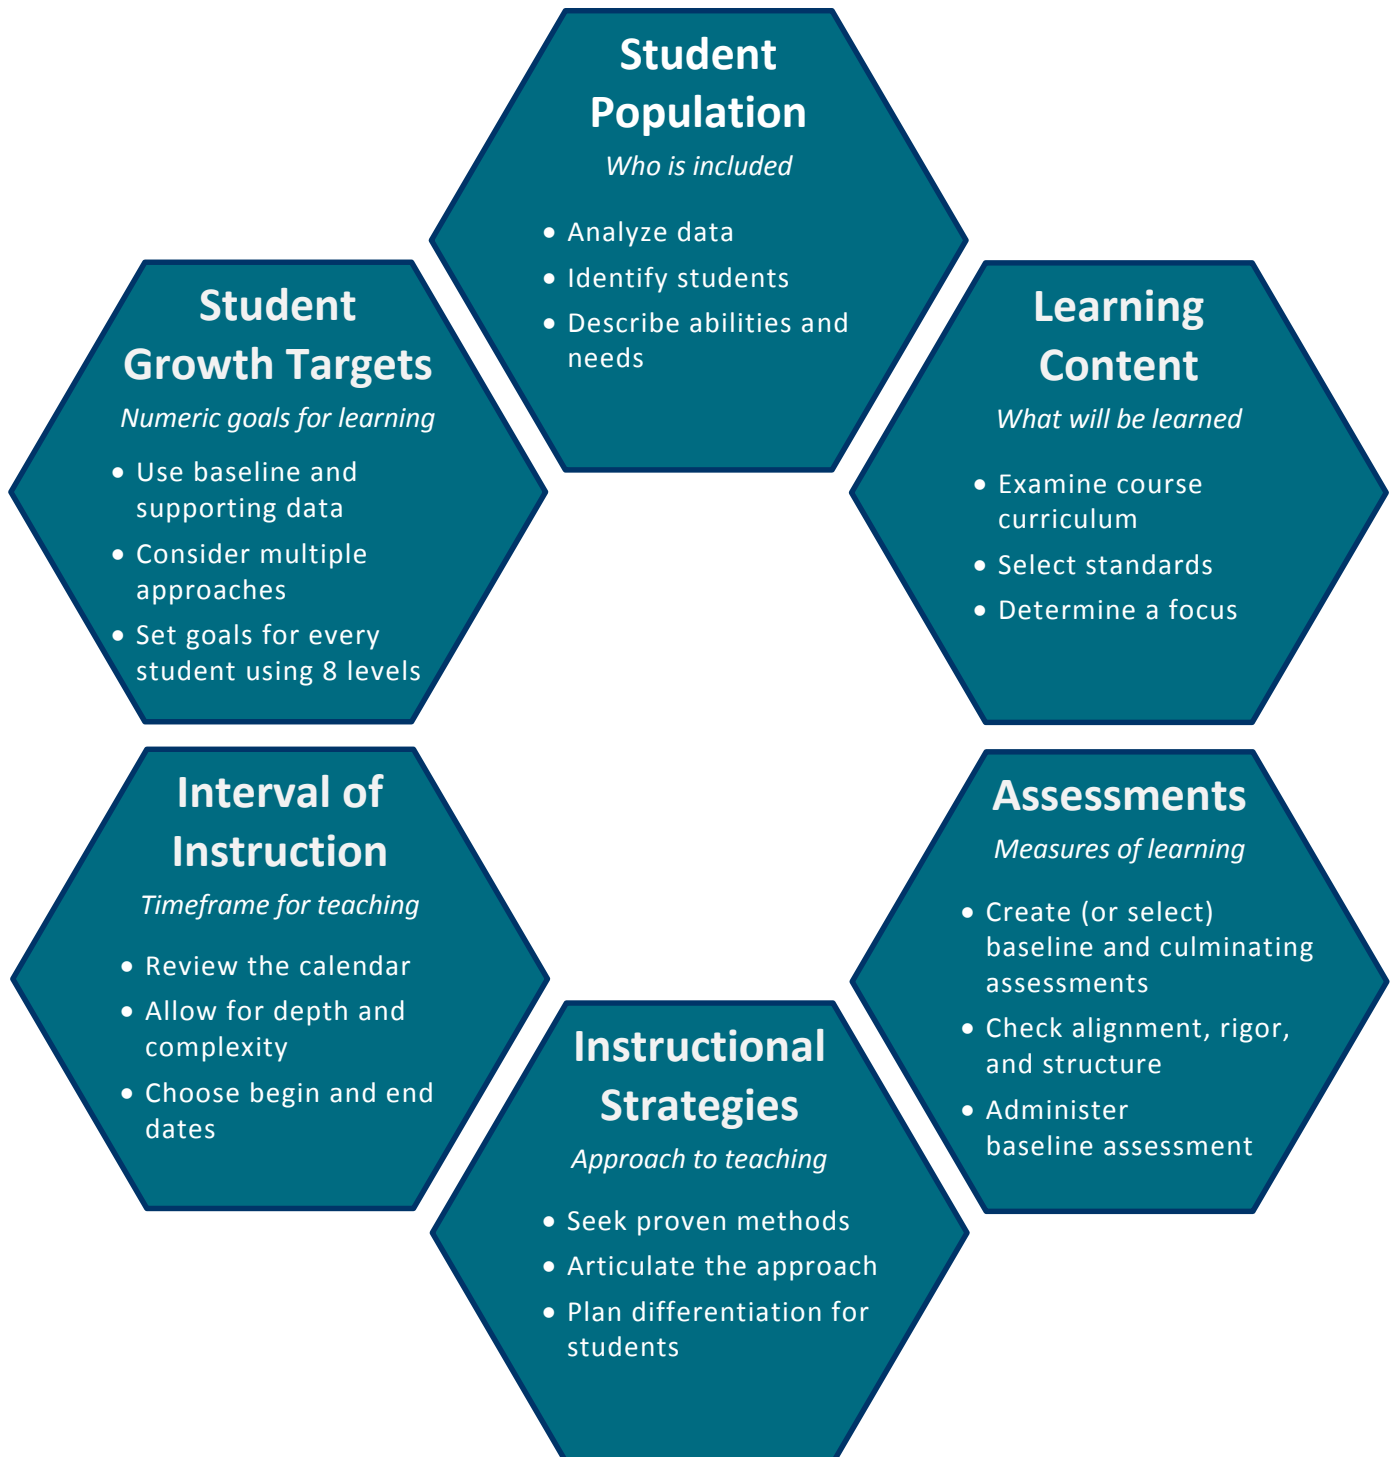 Student
Population
Who is included
• Analyze data
• Identify students
• Describe abilities and
needs
Learning
Content
What will be learned
• Examine course
curriculum
• Select standards
• Determine a focus
Assessments
Measures of learning
• Create (or select)
baseline and culminating
assessments
• Check alignment, rigor,
and structure
• Administer
baseline assessment
Instructional
Strategies
Approach to teaching
• Seek proven methods
• Articulate the approach
• Plan differentiation for
students
Interval of
Instruction
Timeframe for teaching
• Review the calendar
• Allow for depth and
complexity
• Choose begin and end
dates
Student
Growth Targets
Numeric goals for learning
• Use baseline and
supporting data
• Consider multiple
approaches
• Set goals for every
student using 8 levels